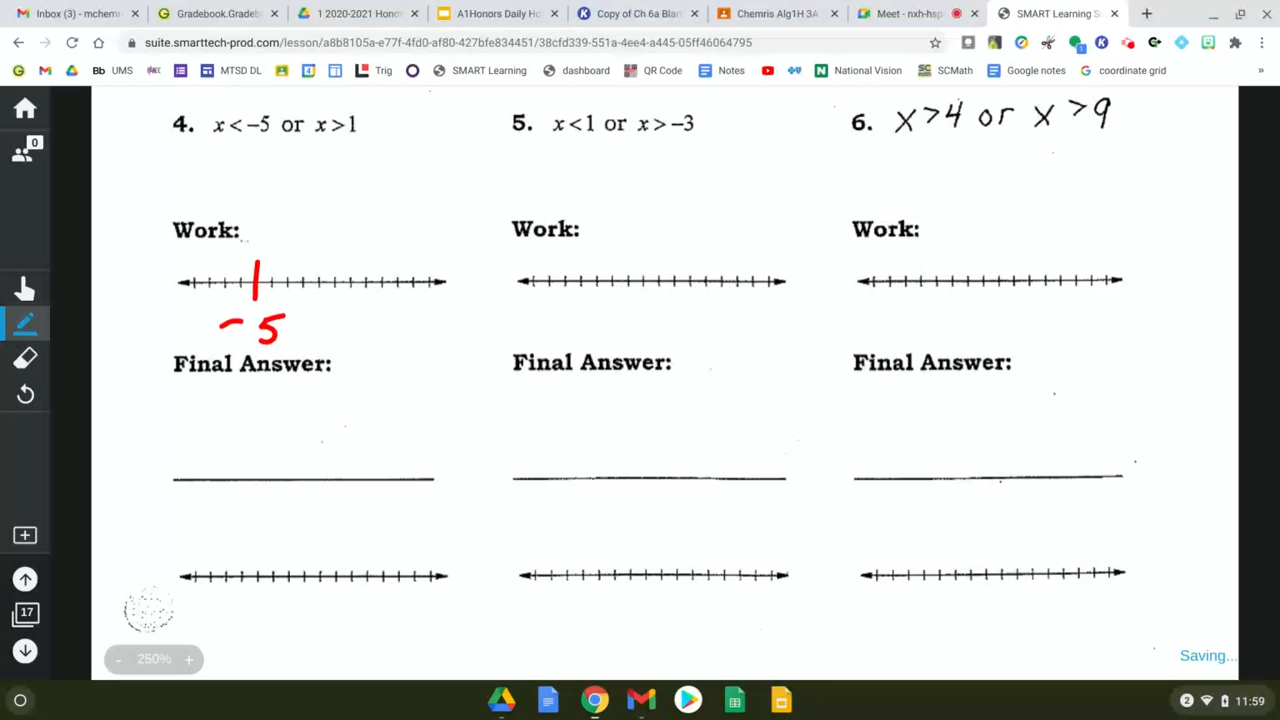 Inbox (3) - mchemr
Gradebook.Gradeb
1 2020-2021 Honor
A1Honors Daily Ho
Copy of Ch 6a Blan
Chemris Alg1H 3A
Meet - nxh-hspl
SMART Learning S
suite.smarttech-prod.com/lesson/a8b8105a-e77f-4fd0-af80-427bfe834451/38cfd339-551a-4ee4-a445-05ff46064795
Bb UMS
MTSD DL
Trig
SMART Learning
dashboard
QR Code
Notes
National Vision
SCMath
Google notes
coordinate grid
»
4. x < -5 or x > 1
5. x < 1 or x > -3
6. x > 4 or x > 9
Work:
Work:
Work:
-5
Final Answer:
Final Answer:
Final Answer:
0
17
- 250% +
Saving...
2
11:59